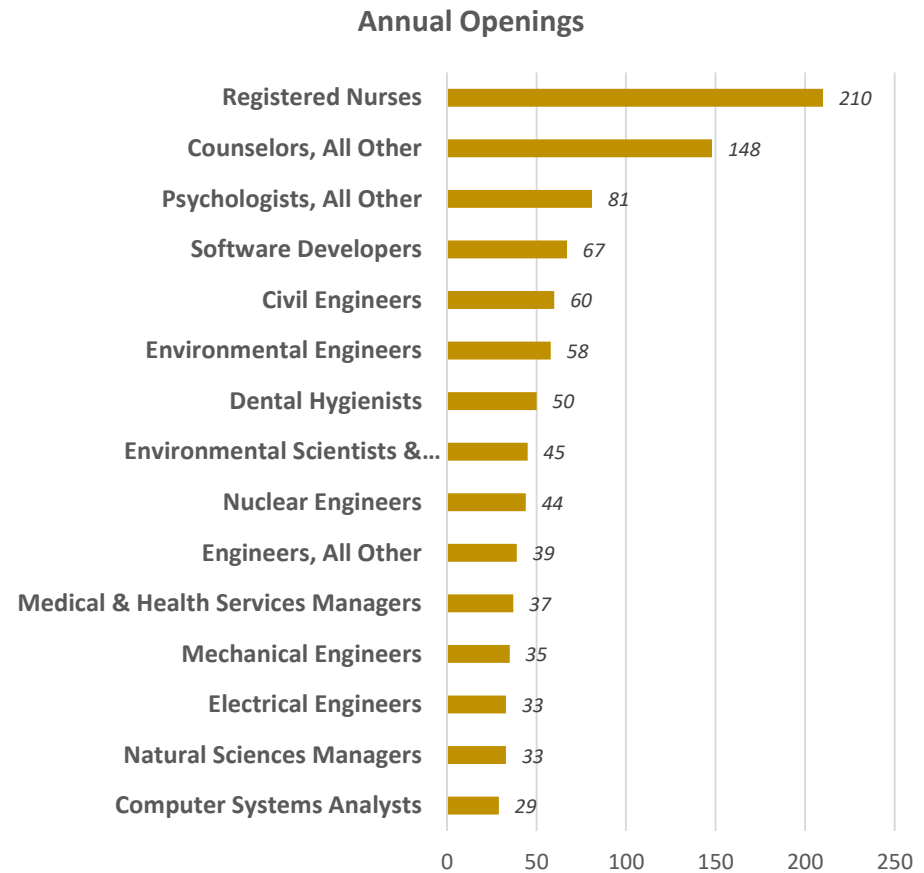 Annual Openings
Registered Nurses 210
Counselors, All Other 148
Psychologists, All Other 81
Software Developers 67
Civil Engineers 60
Environmental Engineers 58
Dental Hygienists 50
Environmental Scientists &... 45
Nuclear Engineers 44
Engineers, All Other 39
Medical & Health Services Managers 37
Mechanical Engineers 35
Electrical Engineers 33
Natural Sciences Managers 33
Computer Systems Analysts 29
0 50 100 150 200 250